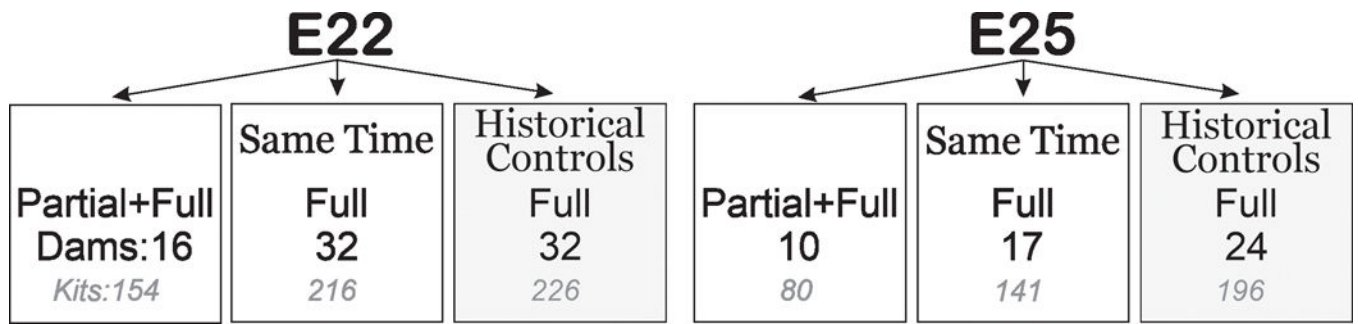 E22
Partial+Full
Dams:16
Kits:154
Same Time
Full
32
216
Historical
Controls
Full
32
226
E25
Partial+Full
10
80
Same Time
Full
17
141
Historical
Controls
Full
24
196